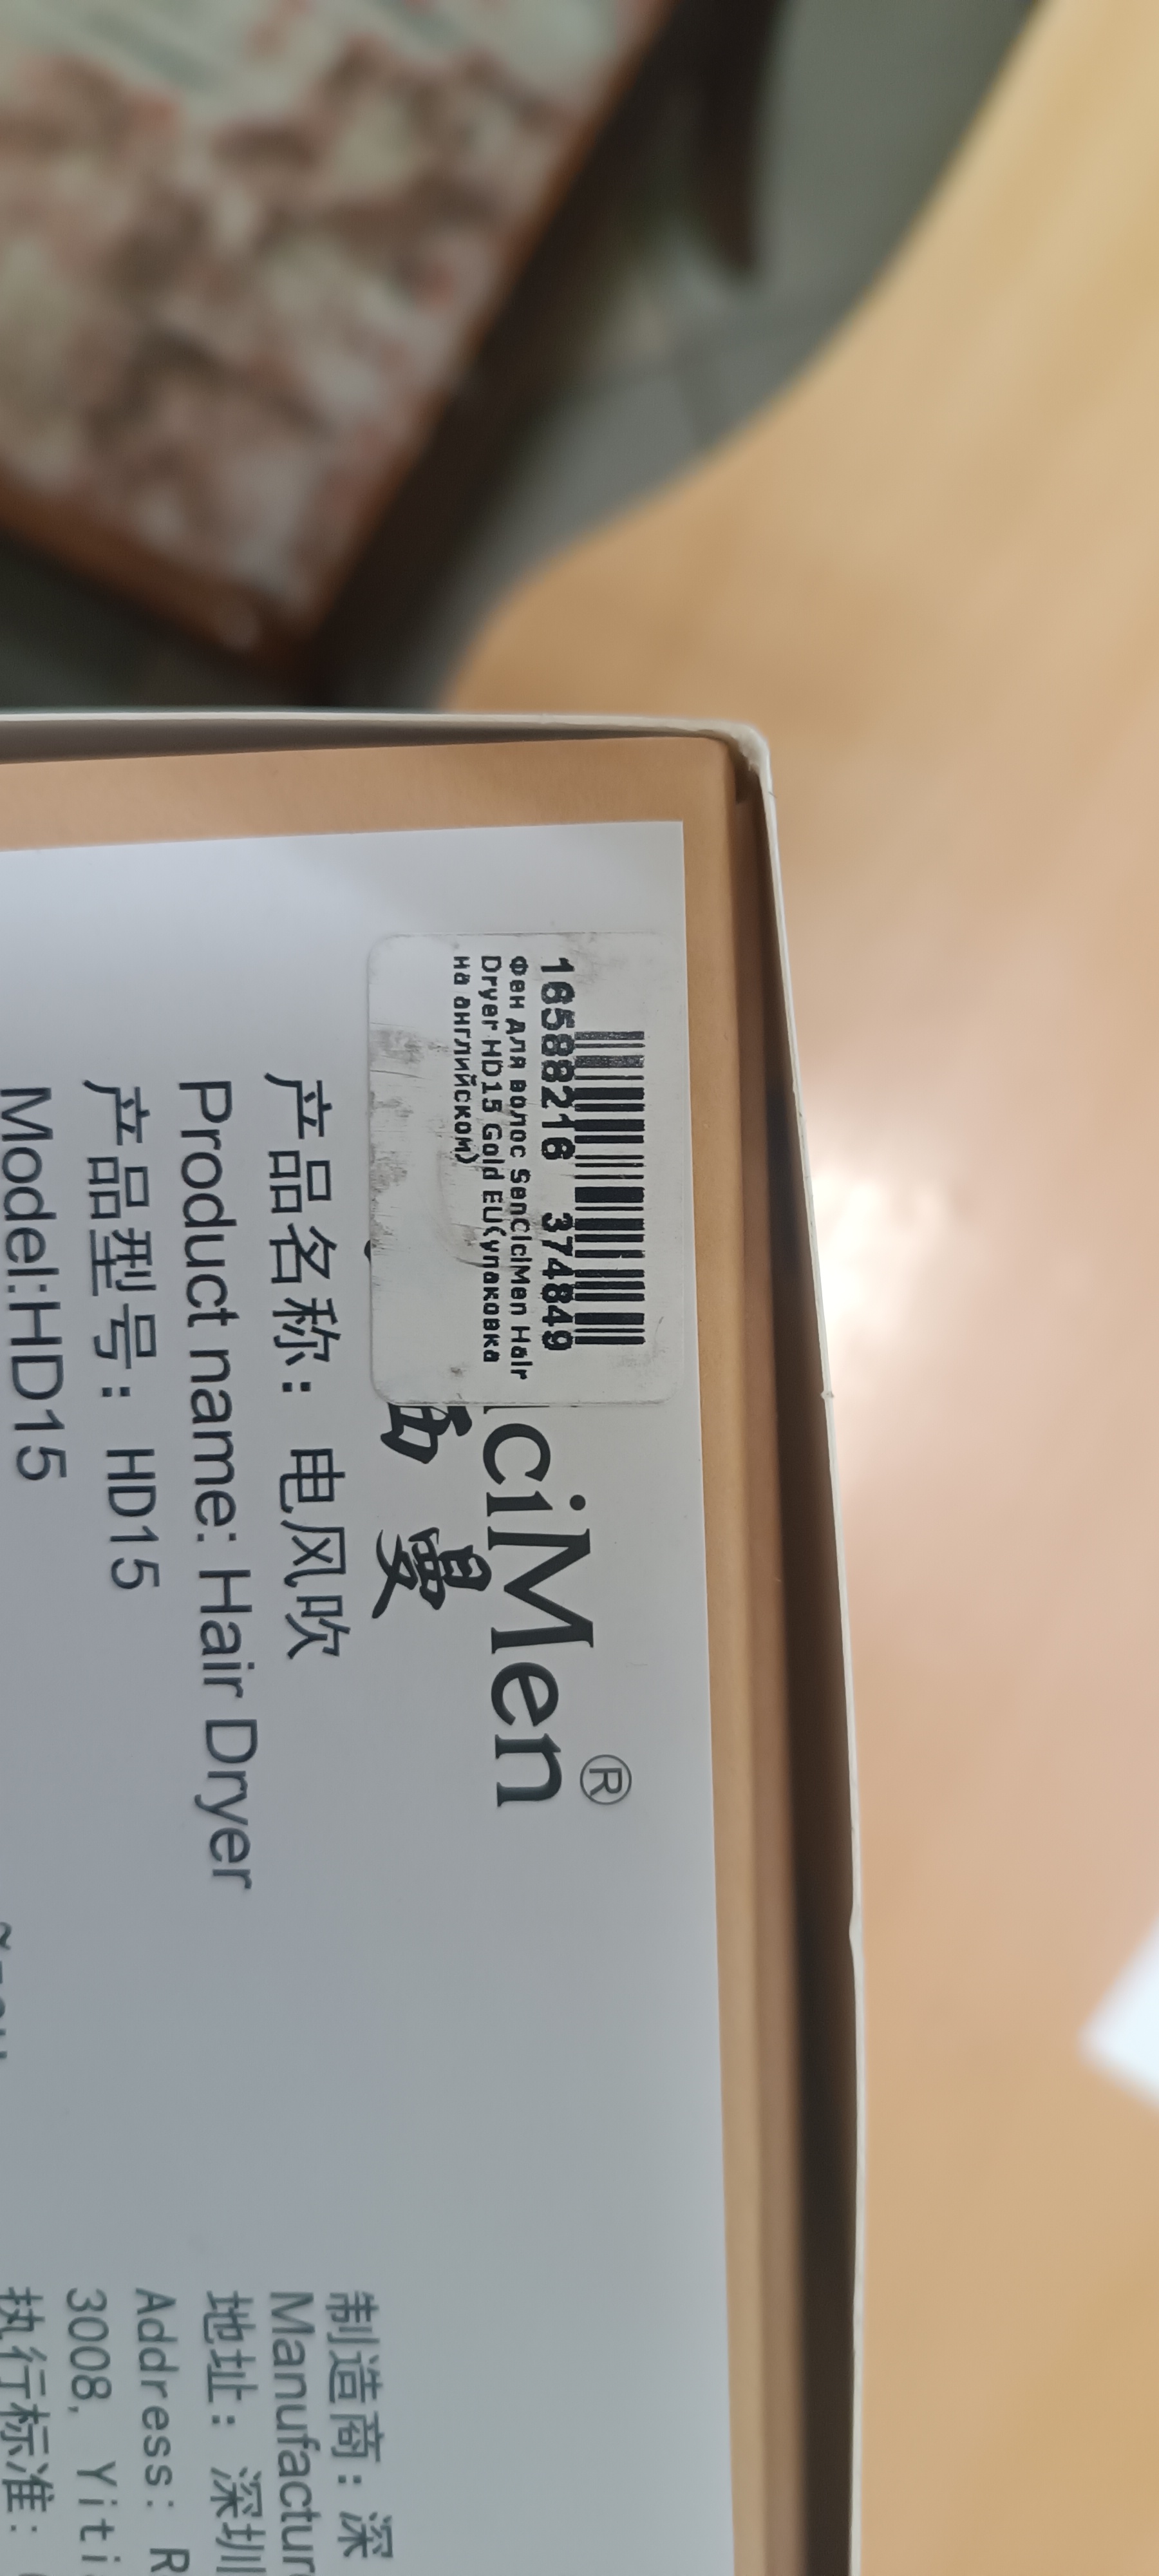 16588216 374849
Фен для волос SenCiciMen Hair
Dryer HD15 Gold EU(упаковка
на английском)
ciMen®
曼
产品名称：电风吹
Product name: Hair Dryer
产品型号：HD15
Model:HD15
制造商：深
Manufactur
地址：深圳
Address: R
3008, Yiti
执行标准：